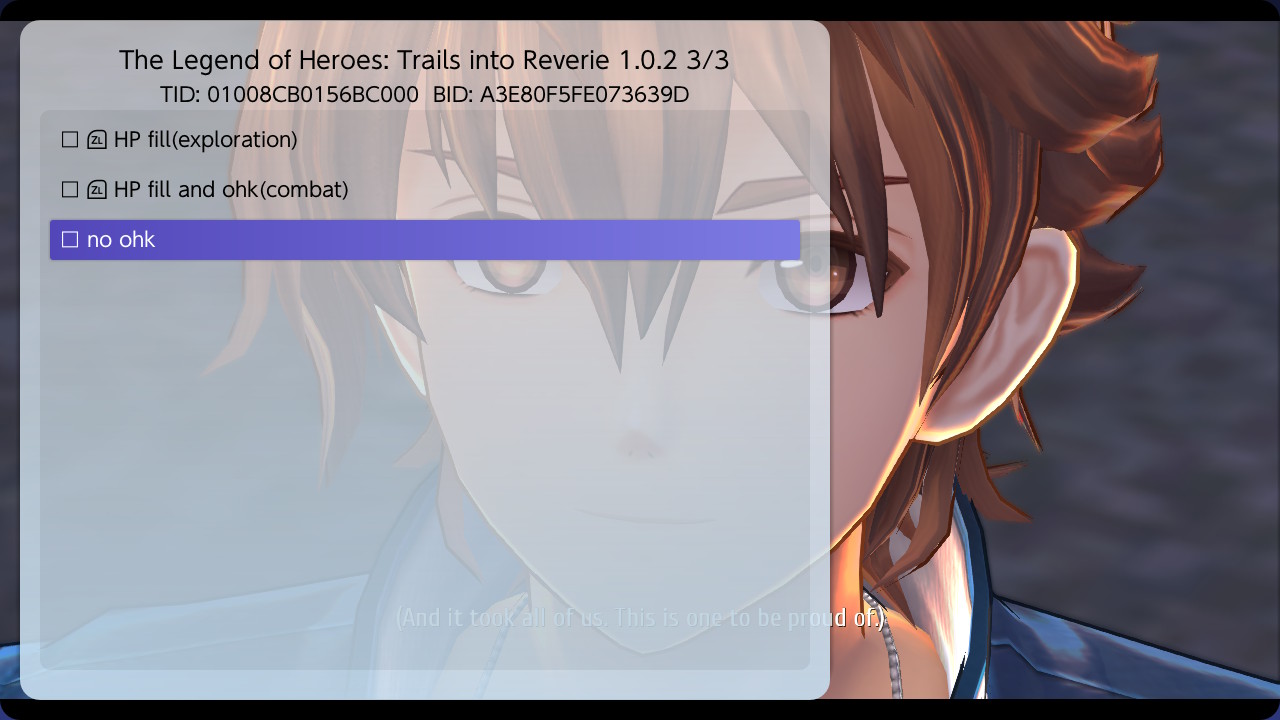 The Legend of Heroes: Trails into Reverie 1.0.2 3/3
TID: 01008CB0156BC000 BID: A3E80F5FE073639D
☐ ZL HP fill(exploration)
☐ ZL HP fill and ohk(combat)
☐ no ohk
(And it took all of us. This is one to be proud of.)